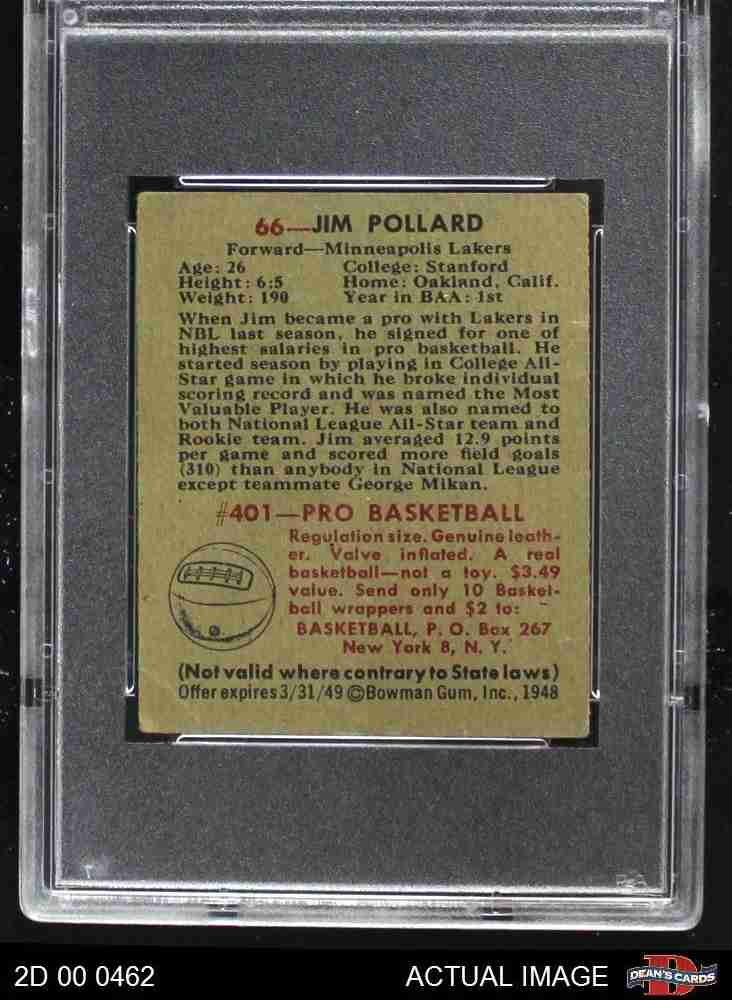 66—JIM POLLARD
Forward—Minneapolis Lakers
Age: 26 College: Stanford
Height: 6:5 Home: Oakland, Calif.
Weight: 190 Year in BAA: 1st
When Jim became a pro with Lakers in
NBL last season, he signed for one of
highest salaries in pro basketball. He
started season by playing in College All-
Star game in which he broke individual
scoring record and was named the Most
Valuable Player. He was also named to
both National League All-Star team and
Rookie team. Jim averaged 12.9 points
per game and scored more field goals
(310) than anybody in National League
except teammate George Mikan.
#401—PRO BASKETBALL
Regulation size. Genuine leath-
er. Valve inflated. A real
basketball—not a toy. $3.49
value. Send only 10 Basket-
ball wrappers and $2 to:
BASKETBALL, P. O. Box 267
New York 8, N. Y.
(Not valid where contrary to State laws)
Offer expires 3/31/49 ©Bowman Gum, Inc., 1948
2D 00 0462 ACTUAL IMAGE
DEAN'S CARDS